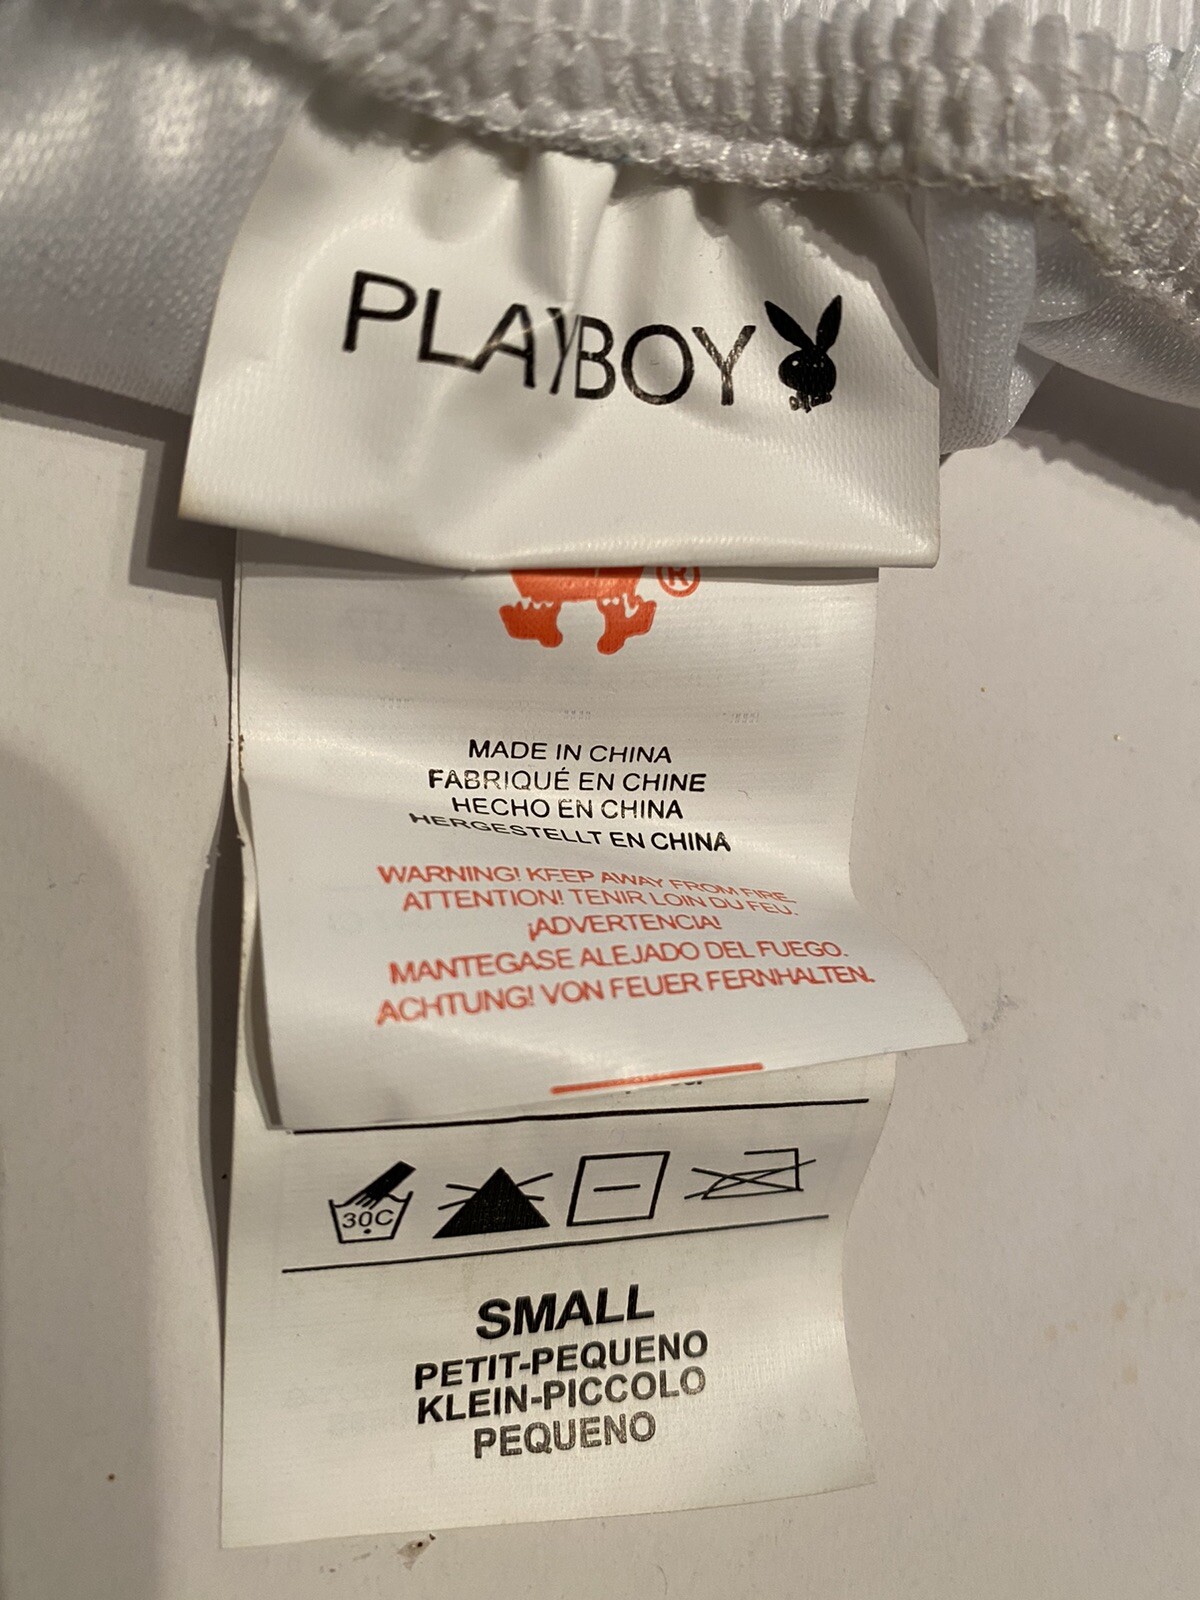 PLAYBOY
®
MADE IN CHINA
FABRIQUÉ EN CHINE
HECHO EN CHINA
HERGESTELLT EN CHINA
WARNING! KEEP AWAY FROM FIRE.
ATTENTION! TENIR LOIN DU FEU.
¡ADVERTENCIA!
MANTEGASE ALEJADO DEL FUEGO.
ACHTUNG! VON FEUER FERNHALTEN.
30C
SMALL
PETIT-PEQUENO
KLEIN-PICCOLO
PEQUENO